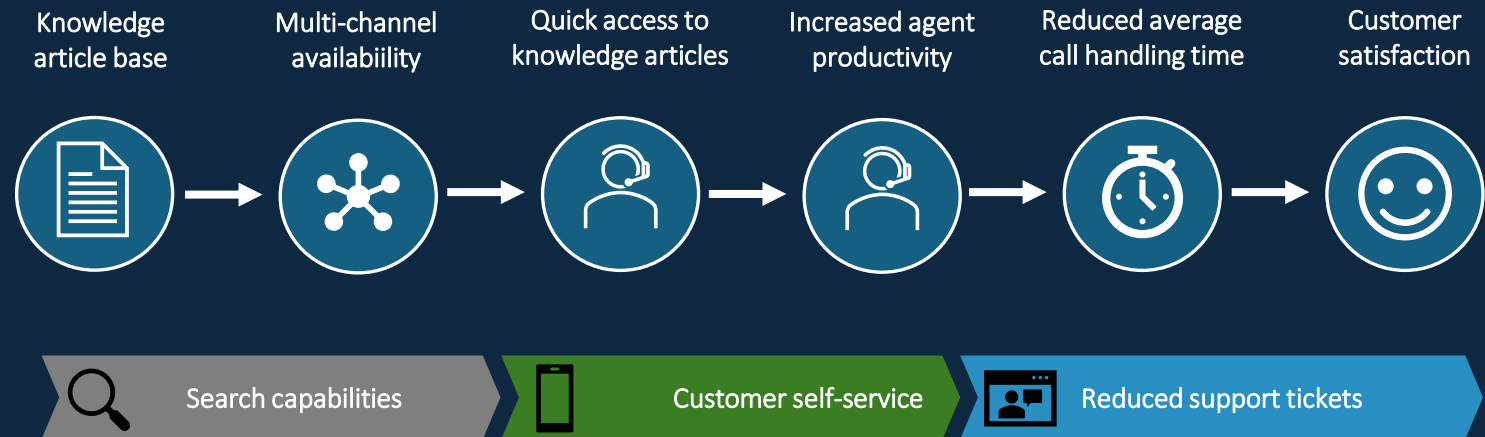 Knowledge
article base
Multi-channel
availabiility
Quick access to
knowledge articles
Increased agent
productivity
Reduced average
call handling time
Customer
satisfaction
Search capabilities
Customer self-service
Reduced support tickets